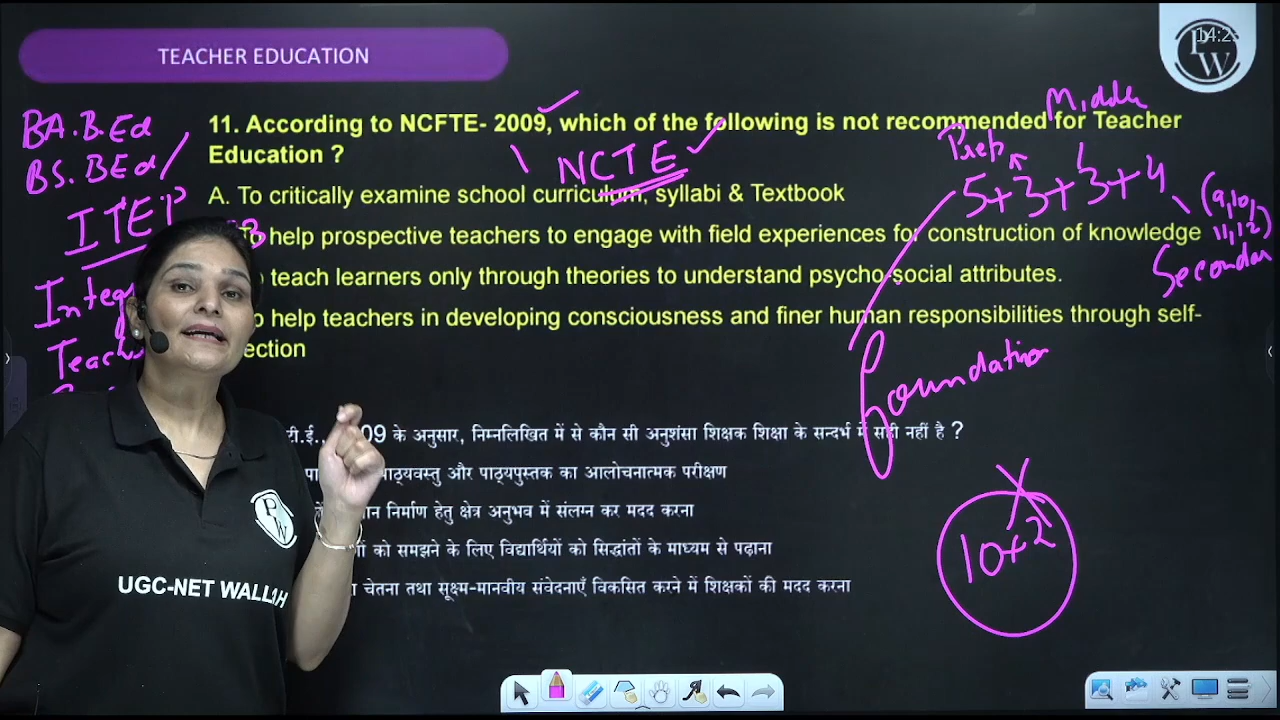 TEACHER EDUCATION
14:2
PW
BA.B.Ed
BS.BEd
ITEP
Integ
Teach
NCTE
Middle
Prep
5+3+3+4
(9,10,
11,12)
Secondar
foundation
10+2
11. According to NCFTE- 2009, which of the following is not recommended for Teacher
Education ?
A. To critically examine school curriculum, syllabi & Textbook
B help prospective teachers to engage with field experiences for construction of knowledge
teach learners only through theories to understand psycho-social attributes.
help teachers in developing consciousness and finer human responsibilities through self-
ection
टी.ई. 09 के अनुसार, निम्नलिखित में से कौन सी अनुशंसा शिक्षक शिक्षा के सन्दर्भ में सही नहीं है ?
पाठ्यवस्तु और पाठ्यपुस्तक का आलोचनात्मक परीक्षण
निर्माण हेतु क्षेत्र अनुभव में संलग्न कर मदद करना
को समझने के लिए विद्यार्थियों को सिद्धांतों के माध्यम से पढ़ाना
चेतना तथा सूक्ष्म-मानवीय संवेदनाएँ विकसित करने में शिक्षकों की मदद करना
PW
UGC-NET WALLAH